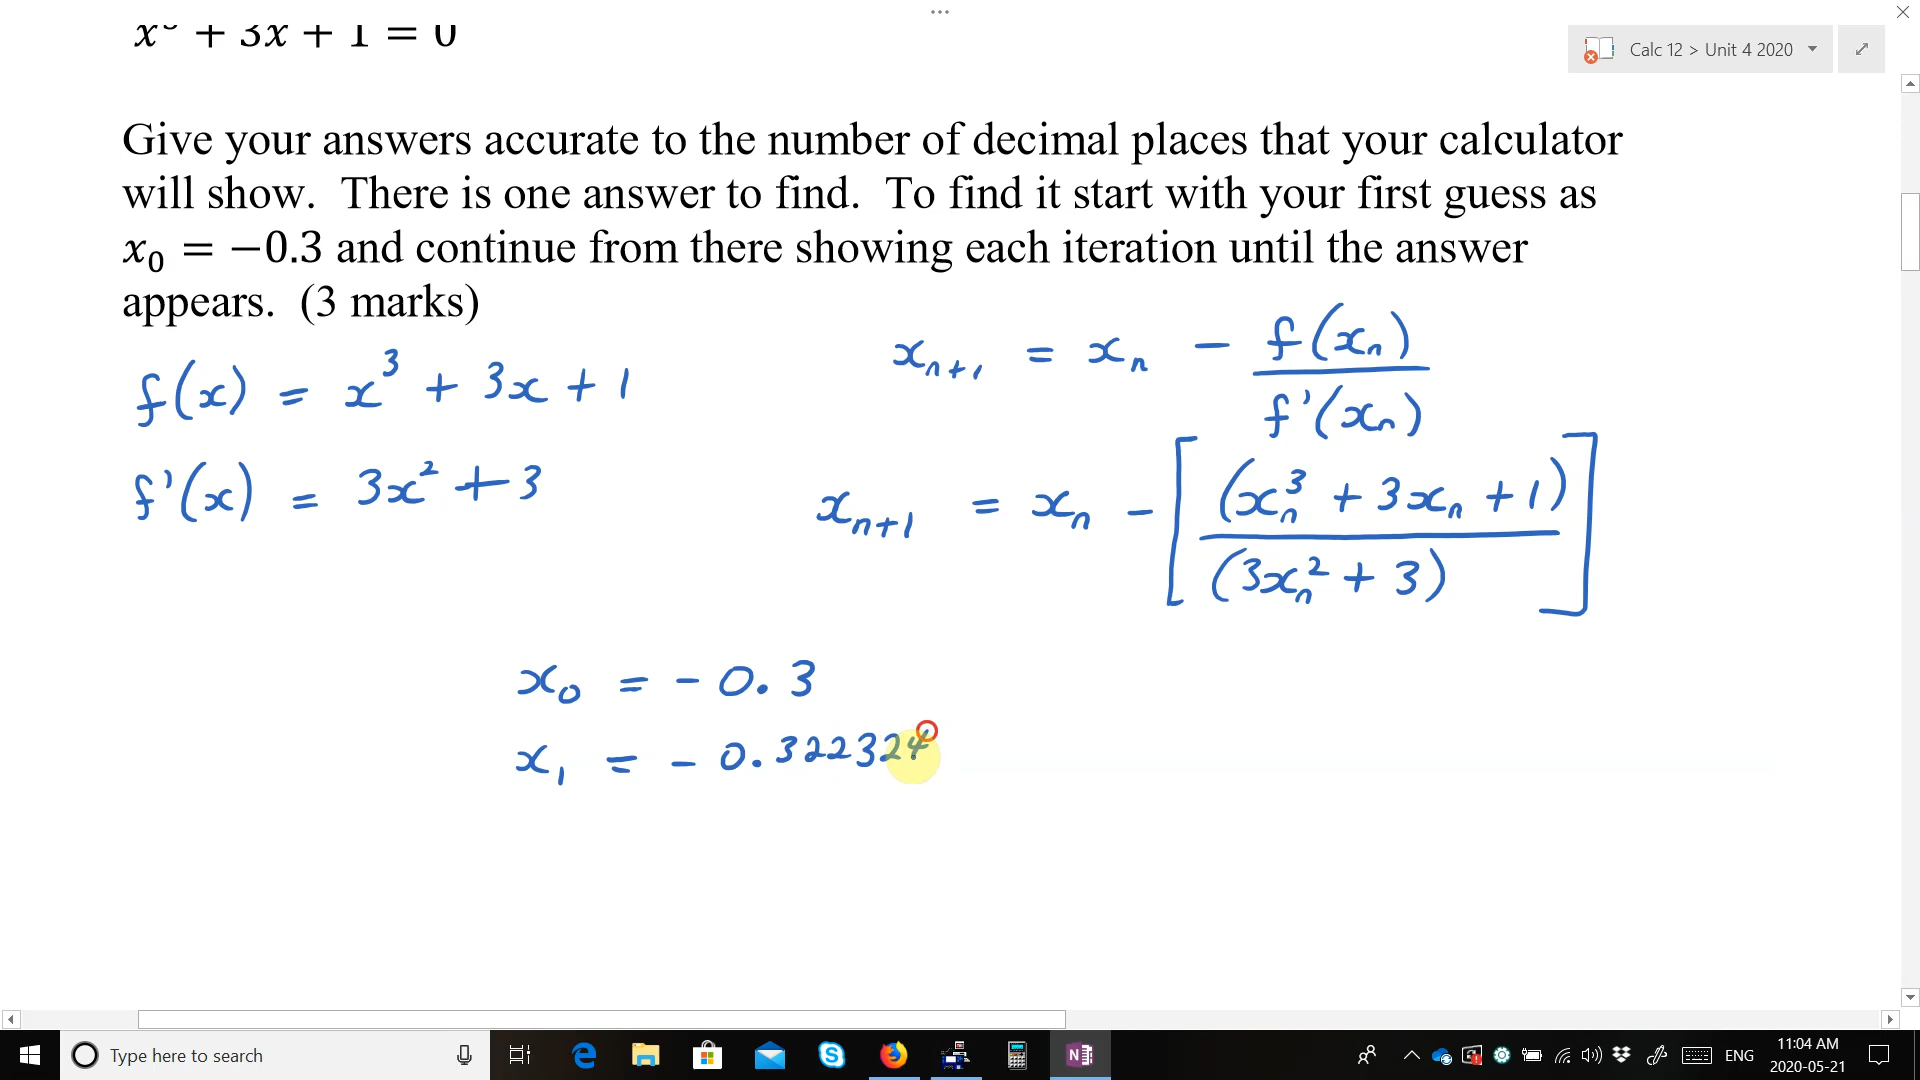 x³ + 3x + 1 = 0
Calc 12 > Unit 4 2020
Give your answers accurate to the number of decimal places that your calculator
will show. There is one answer to find. To find it start with your first guess as
x₀ = −0.3 and continue from there showing each iteration until the answer
appears. (3 marks)
f(x) = x³ + 3x + 1
xₙ₊₁ = xₙ − f(xₙ) / f'(xₙ)
f'(x) = 3x² + 3
xₙ₊₁ = xₙ − [(xₙ³ + 3xₙ + 1) / (3xₙ² + 3)]
x₀ = - 0.3
x₁ = - 0.322324
Type here to search
N
ENG
11:04 AM
2020-05-21